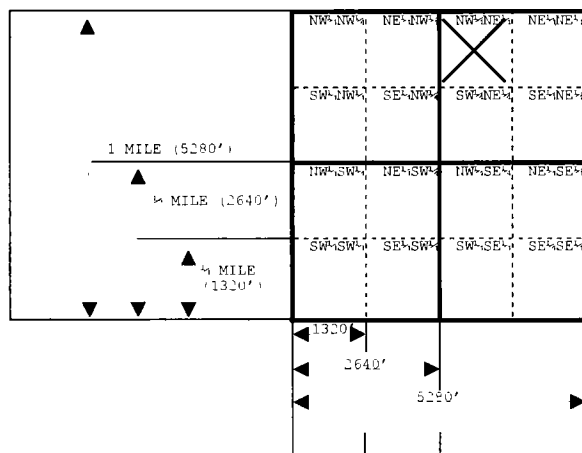 NW¼NW¼ NE¼NW¼ NW¼NE¼ NE¼NE¼
SW¼NW¼ SE¼NW¼ SW¼NE¼ SE¼NE¼
1 MILE (5280')
NW¼SW¼ NE¼SW¼ NW¼SE¼ NE¼SE¼
½ MILE (2640')
SW¼SW¼ SE¼SW¼ SW¼SE¼ SE¼SE¼
¼ MILE
(1320')
1320'
2640'
5280'